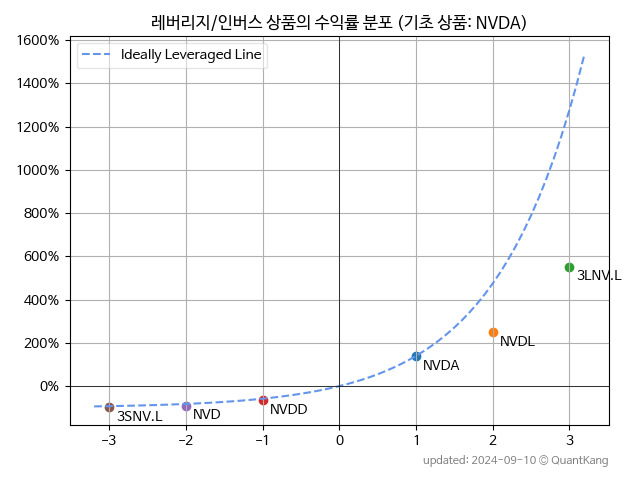 레버리지/인버스 상품의 수익률 분포 (기초 상품: NVDA)
Ideally Leveraged Line
1600%
1400%
1200%
1000%
800%
600%
400%
200%
0%
3LNV.L
NVDL
NVDA
NVDD
NVD
3SNV.L
−3
−2
−1
0
1
2
3
updated: 2024-09-10 © QuantKang